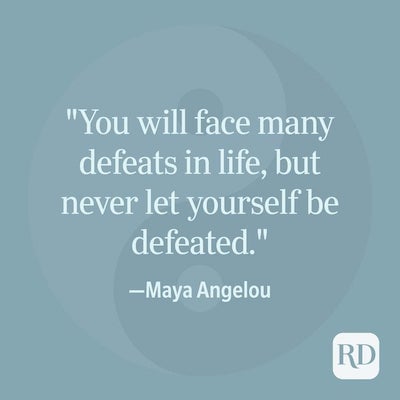 "You will face many
defeats in life, but
never let yourself be
defeated."
—Maya Angelou
RD